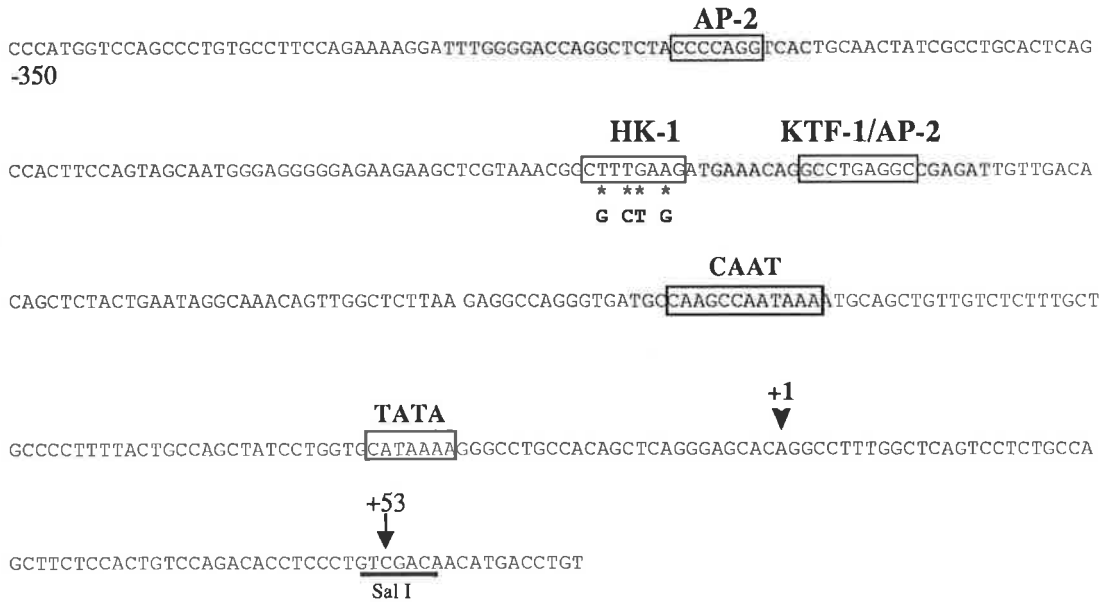 AP-2
CCCATGGTCCAGCCCTGTGCCTTCCAGAAAAGGATTTGGGGACCAGGCTCTACCCCAGGTCACTGCAACTATCGCCTGCACTCAG
-350
HK-1 KTF-1/AP-2
CCACTTCCAGTAGCAATGGGAGGGGGAGAAGAAGCTCGTAAACGGCTTTGAAGATGAAACAGGCCTGAGGCCGAGATTGTTGACA
* ** *
G CT G
CAAT
CAGCTCTACTGAATAGGCAAACAGTTGGCTCTTAA GAGGCCAGGGTGATGCCAAGCCAATAAAATGCAGCTGTTGTCTCTTTGCT
+1
TATA
GCCCCTTTTACTGCCAGCTATCCTGGTGCATAAAAGGGCCTGCCACAGCTCAGGGAGCACAGGCCTTTGGCTCAGTCCTCTGCCA
+53
GCTTCTCCACTGTCCAGACACCTCCCTGTCGACAACATGACCTGT
Sal I